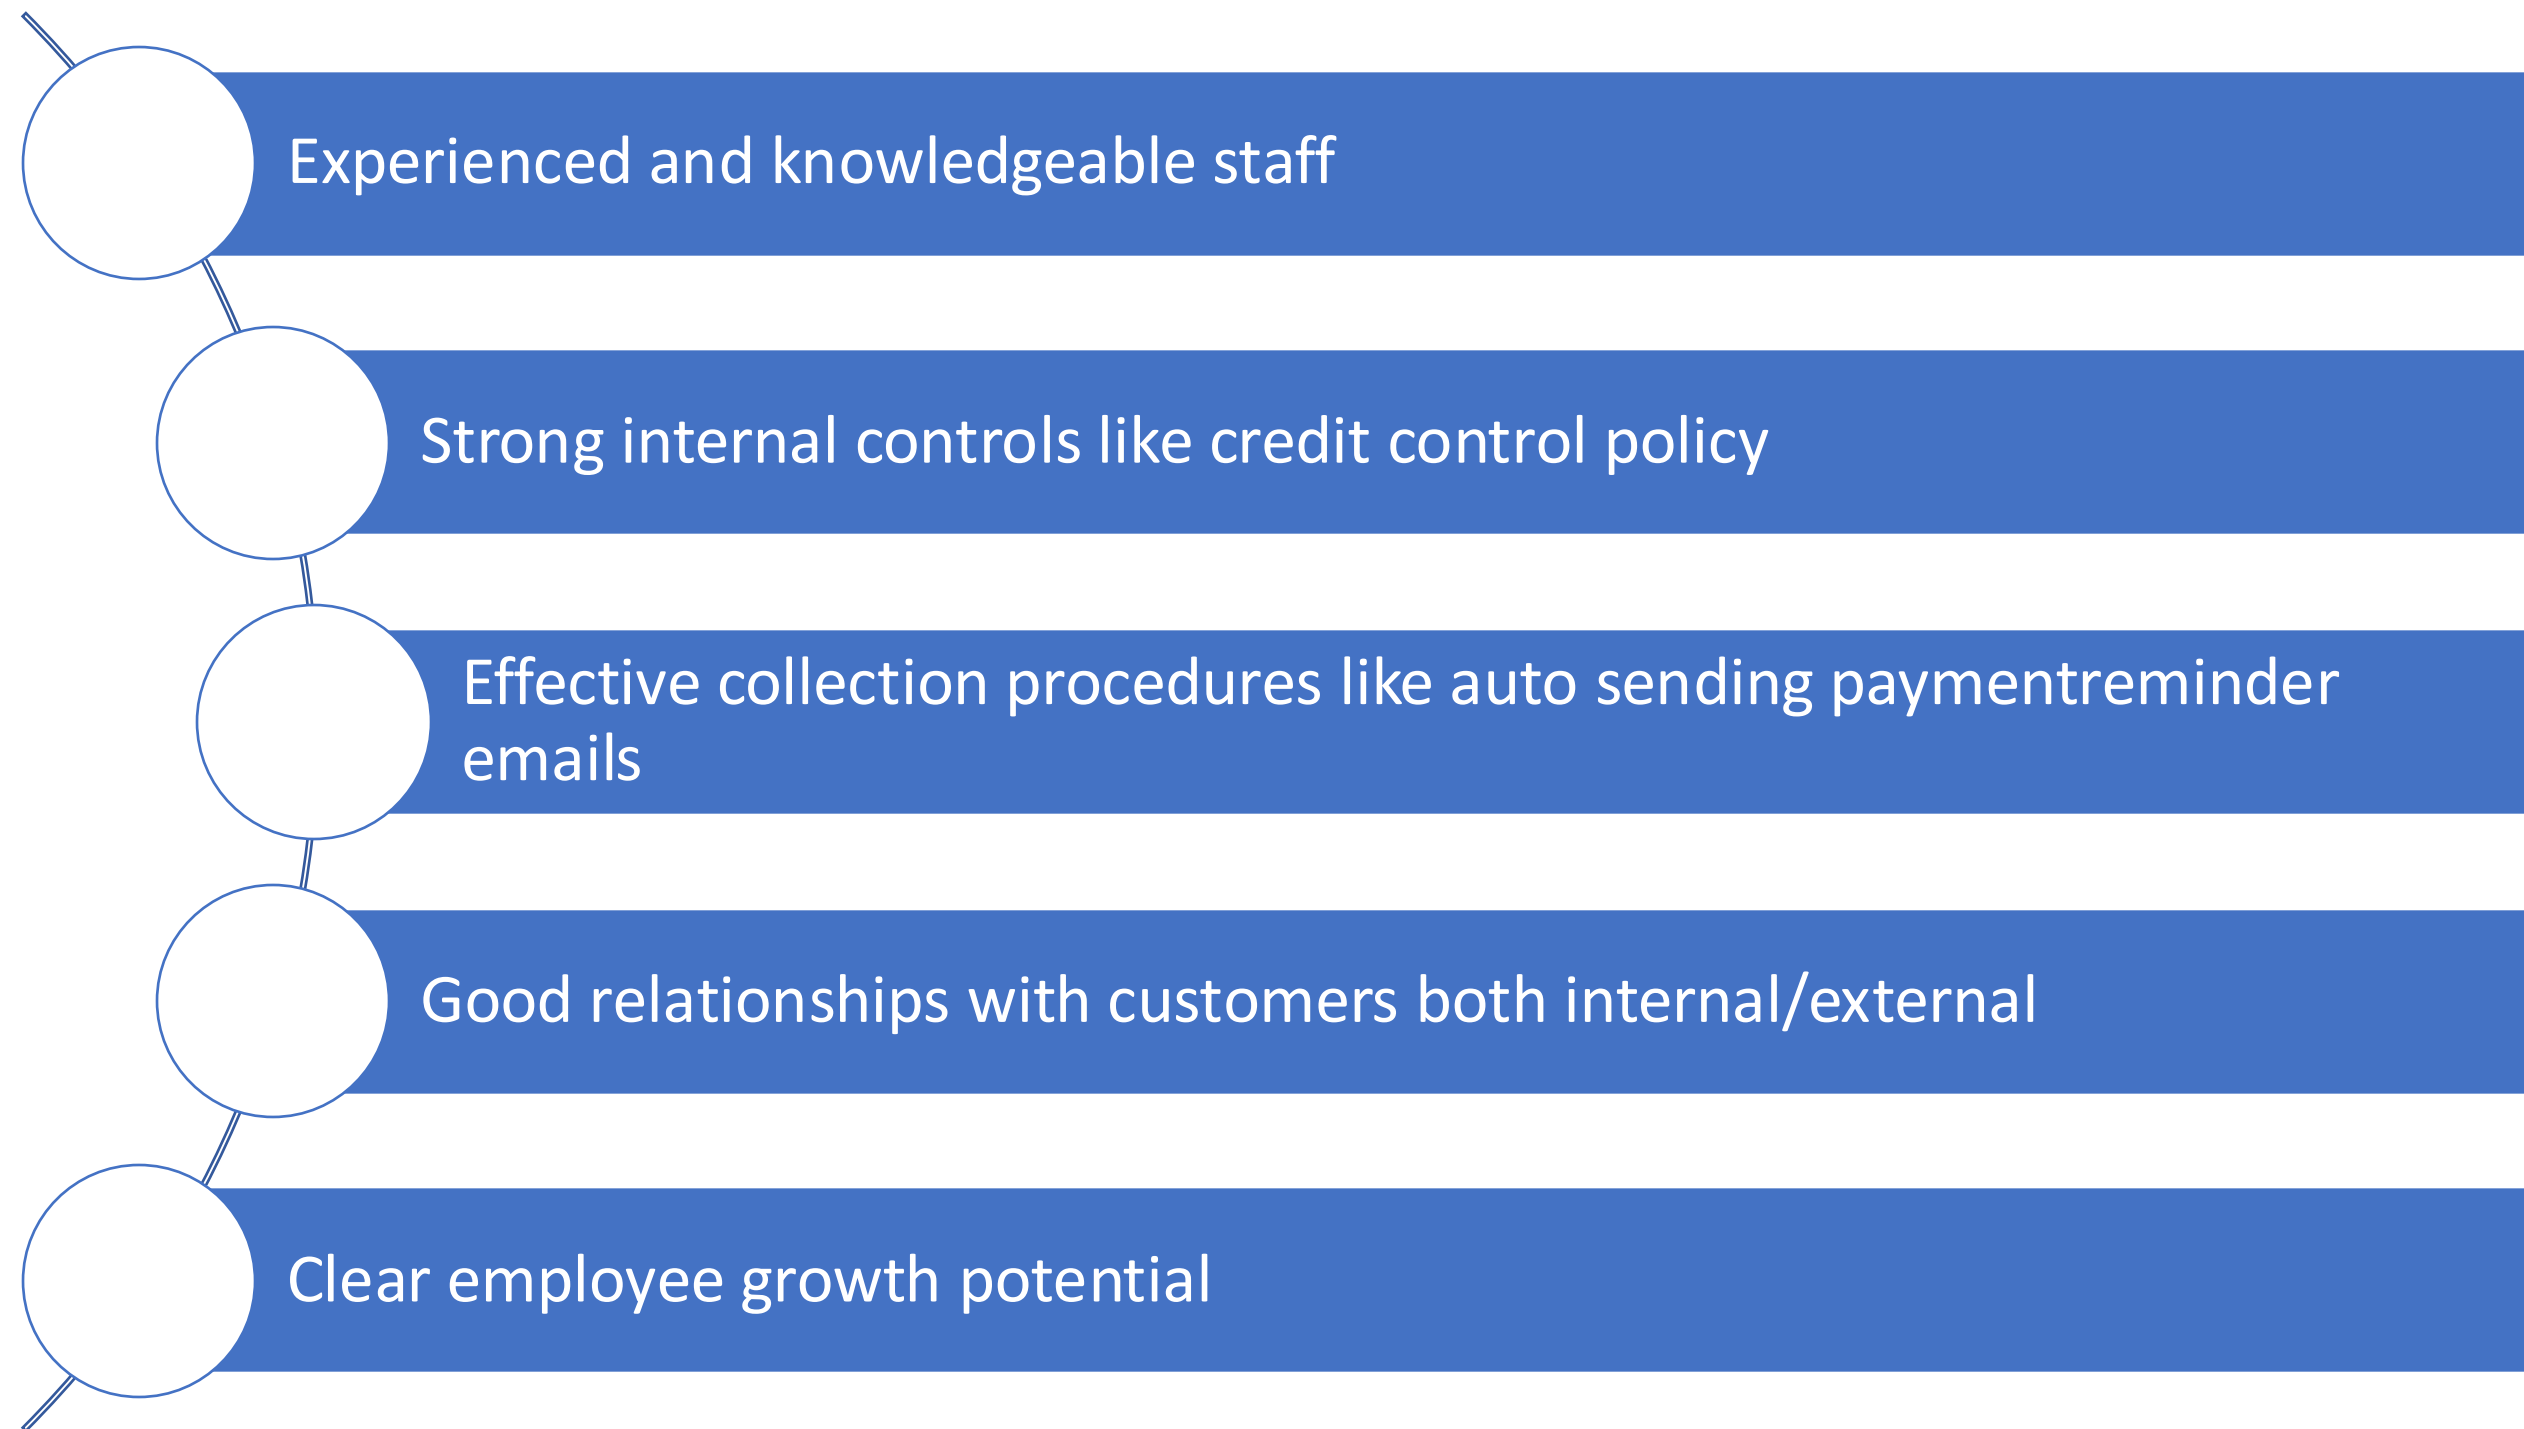 Experienced and knowledgeable staff
Strong internal controls like credit control policy
Effective collection procedures like auto sending paymentreminder
emails
Good relationships with customers both internal/external
Clear employee growth potential